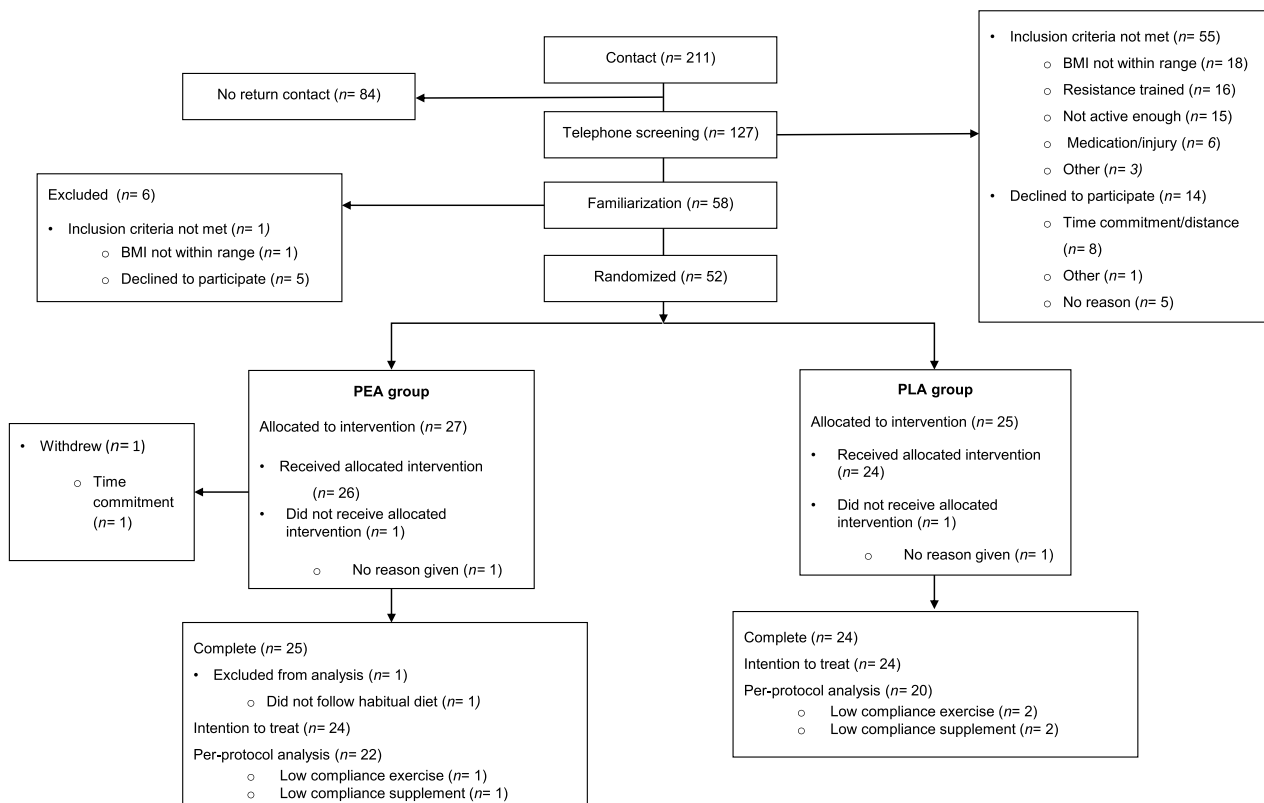 Contact (n= 211)
No return contact (n= 84)
Telephone screening (n= 127)
• Inclusion criteria not met (n= 55)
o BMI not within range (n= 18)
o Resistance trained (n= 16)
o Not active enough (n= 15)
o Medication/injury (n= 6)
o Other (n= 3)
• Declined to participate (n= 14)
o Time commitment/distance
(n= 8)
o Other (n= 1)
o No reason (n= 5)
Familiarization (n= 58)
Excluded (n= 6)
• Inclusion criteria not met (n= 1)
o BMI not within range (n= 1)
o Declined to participate (n= 5)
Randomized (n= 52)
PEA group
Allocated to intervention (n= 27)
• Received allocated intervention
(n= 26)
• Did not receive allocated
intervention (n= 1)
o No reason given (n= 1)
• Withdrew (n= 1)
o Time
commitment
(n= 1)
PLA group
Allocated to intervention (n= 25)
• Received allocated intervention
(n= 24)
• Did not receive allocated
intervention (n= 1)
o No reason given (n= 1)
Complete (n= 25)
• Excluded from analysis (n= 1)
o Did not follow habitual diet (n= 1)
Intention to treat (n= 24)
Per-protocol analysis (n= 22)
o Low compliance exercise (n= 1)
o Low compliance supplement (n= 1)
Complete (n= 24)
Intention to treat (n= 24)
Per-protocol analysis (n= 20)
o Low compliance exercise (n= 2)
o Low compliance supplement (n= 2)